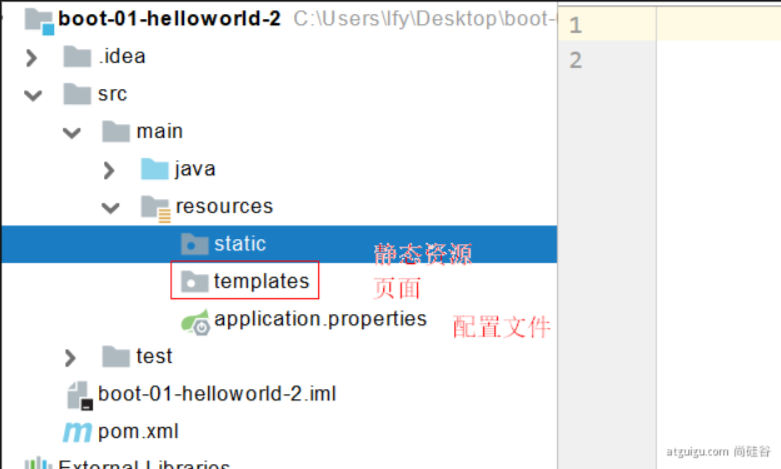 boot-01-helloworld-2 C:\Users\lfy\Desktop\boot-
1
.idea
2
src
main
java
resources
static 静态资源
templates 页面
application.properties 配置文件
test
boot-01-helloworld-2.iml
pom.xml
External Libraries
atguigu.com 尚硅谷